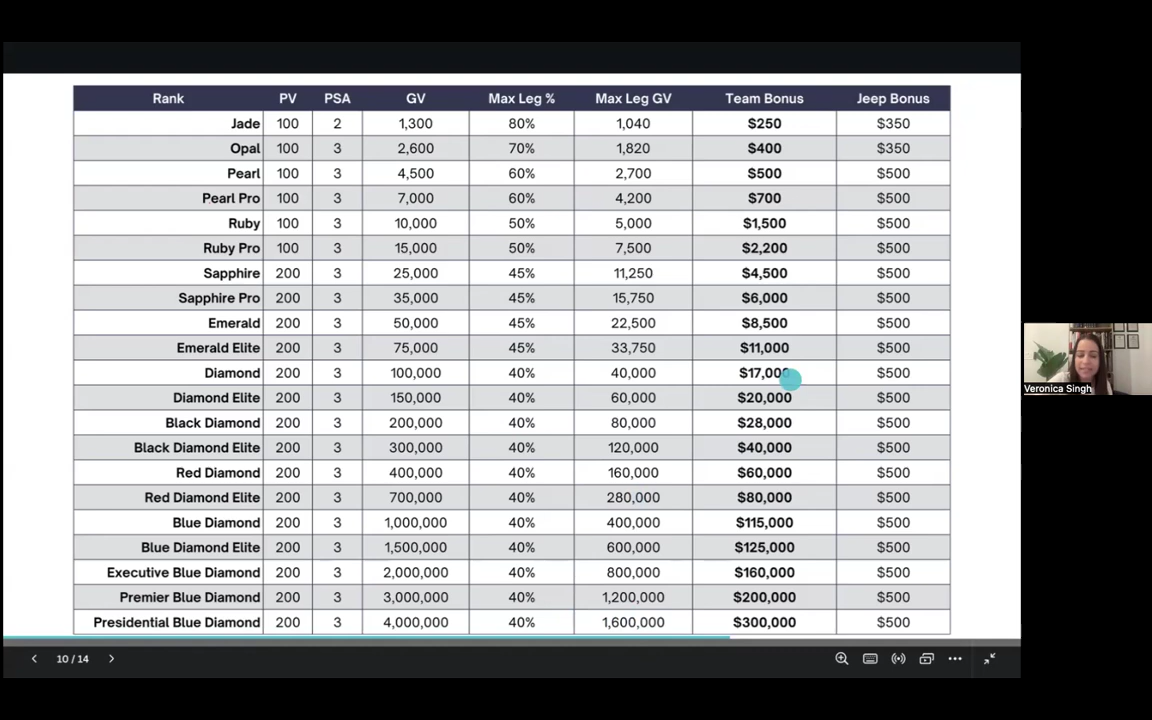 Rank PV PSA GV Max Leg % Max Leg GV Team Bonus Jeep Bonus
Jade 100 2 1,300 80% 1,040 $250 $350
Opal 100 3 2,600 70% 1,820 $400 $350
Pearl 100 3 4,500 60% 2,700 $500 $500
Pearl Pro 100 3 7,000 60% 4,200 $700 $500
Ruby 100 3 10,000 50% 5,000 $1,500 $500
Ruby Pro 100 3 15,000 50% 7,500 $2,200 $500
Sapphire 200 3 25,000 45% 11,250 $4,500 $500
Sapphire Pro 200 3 35,000 45% 15,750 $6,000 $500
Emerald 200 3 50,000 45% 22,500 $8,500 $500
Emerald Elite 200 3 75,000 45% 33,750 $11,000 $500
Diamond 200 3 100,000 40% 40,000 $17,000 $500
Diamond Elite 200 3 150,000 40% 60,000 $20,000 $500
Black Diamond 200 3 200,000 40% 80,000 $28,000 $500
Black Diamond Elite 200 3 300,000 40% 120,000 $40,000 $500
Red Diamond 200 3 400,000 40% 160,000 $60,000 $500
Red Diamond Elite 200 3 700,000 40% 280,000 $80,000 $500
Blue Diamond 200 3 1,000,000 40% 400,000 $115,000 $500
Blue Diamond Elite 200 3 1,500,000 40% 600,000 $125,000 $500
Executive Blue Diamond 200 3 2,000,000 40% 800,000 $160,000 $500
Premier Blue Diamond 200 3 3,000,000 40% 1,200,000 $200,000 $500
Presidential Blue Diamond 200 3 4,000,000 40% 1,600,000 $300,000 $500
10 / 14
Veronica Singh